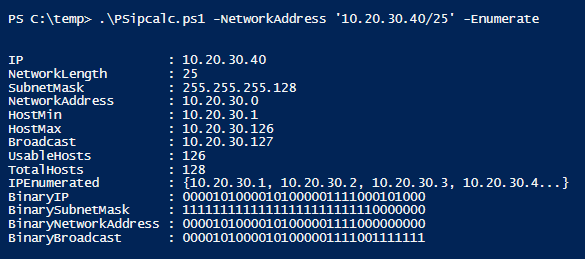 PS C:\temp> .\PSipcalc.ps1 -NetworkAddress '10.20.30.40/25' -Enumerate
IP : 10.20.30.40
NetworkLength : 25
SubnetMask : 255.255.255.128
NetworkAddress : 10.20.30.0
HostMin : 10.20.30.1
HostMax : 10.20.30.126
Broadcast : 10.20.30.127
UsableHosts : 126
TotalHosts : 128
IPEnumerated : {10.20.30.1, 10.20.30.2, 10.20.30.3, 10.20.30.4...}
BinaryIP : 00001010000101000001111000101000
BinarySubnetMask : 11111111111111111111111110000000
BinaryNetworkAddress : 00001010000101000001111000000000
BinaryBroadcast : 00001010000101000001111001111111